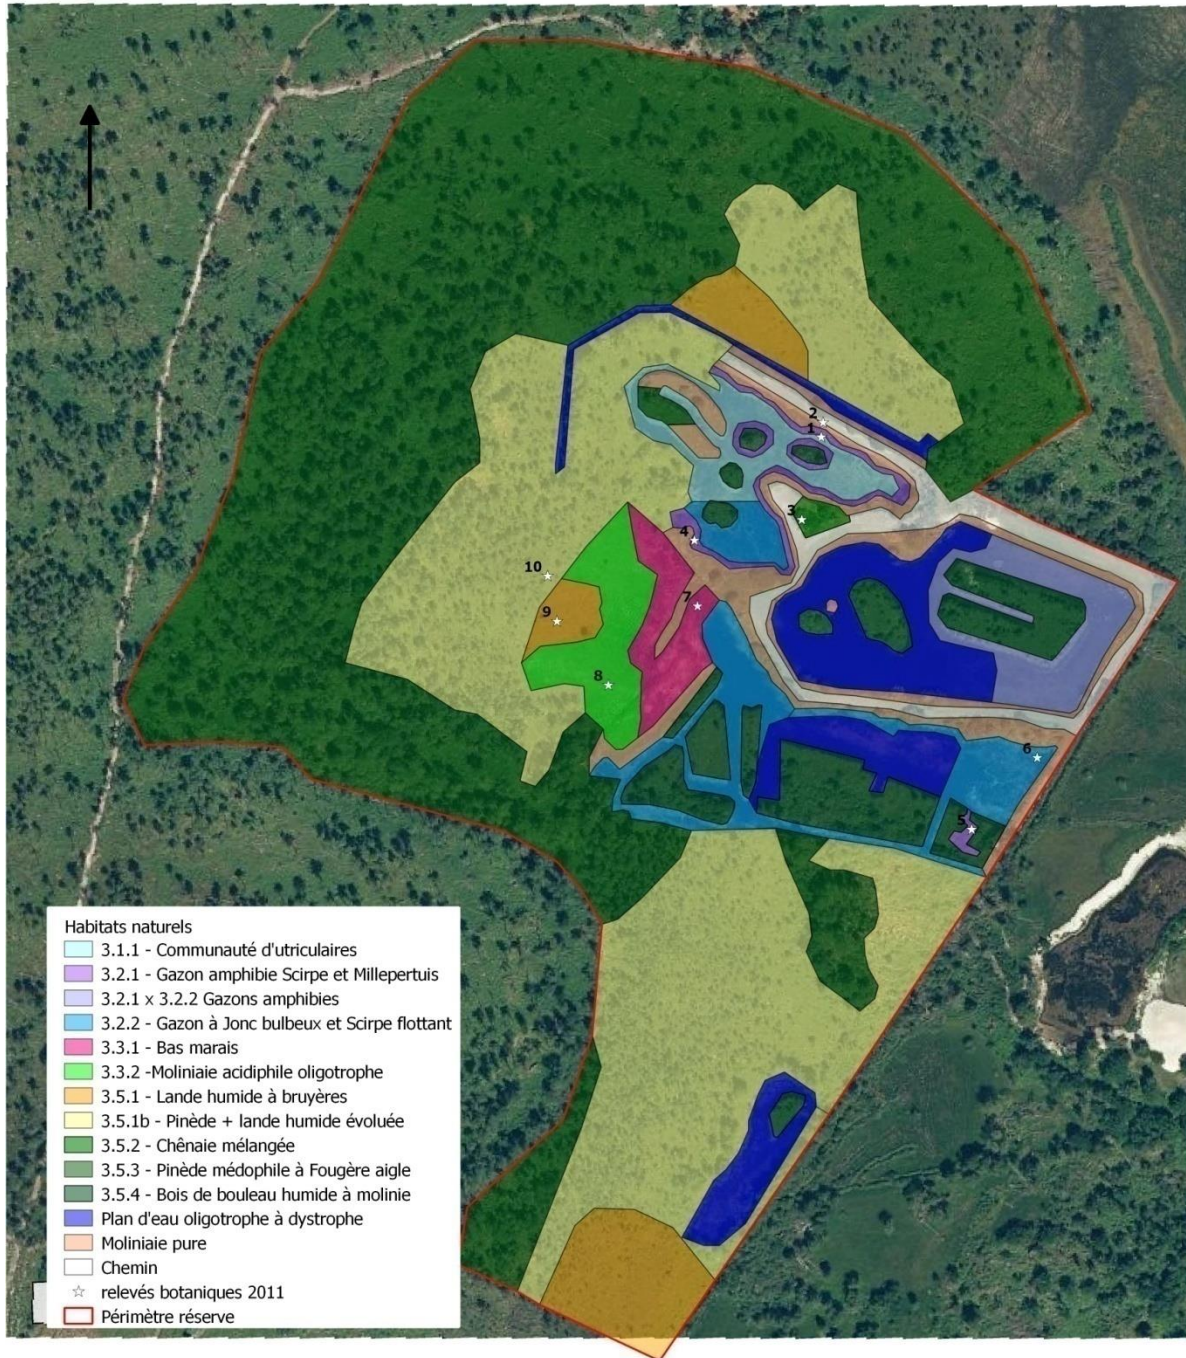 2
1
3
4
10
7
9
8
6
5
Habitats naturels
3.1.1 - Communauté d'utriculaires
3.2.1 - Gazon amphibie Scirpe et Millepertuis
3.2.1 x 3.2.2 Gazons amphibies
3.2.2 - Gazon à Jonc bulbeux et Scirpe flottant
3.3.1 - Bas marais
3.3.2 -Moliniaie acidiphile oligotrophe
3.5.1 - Lande humide à bruyères
3.5.1b - Pinède + lande humide évoluée
3.5.2 - Chênaie mélangée
3.5.3 - Pinède médophile à Fougère aigle
3.5.4 - Bois de bouleau humide à molinie
Plan d'eau oligotrophe à dystrophe
Moliniaie pure
Chemin
relevés botaniques 2011
Périmètre réserve